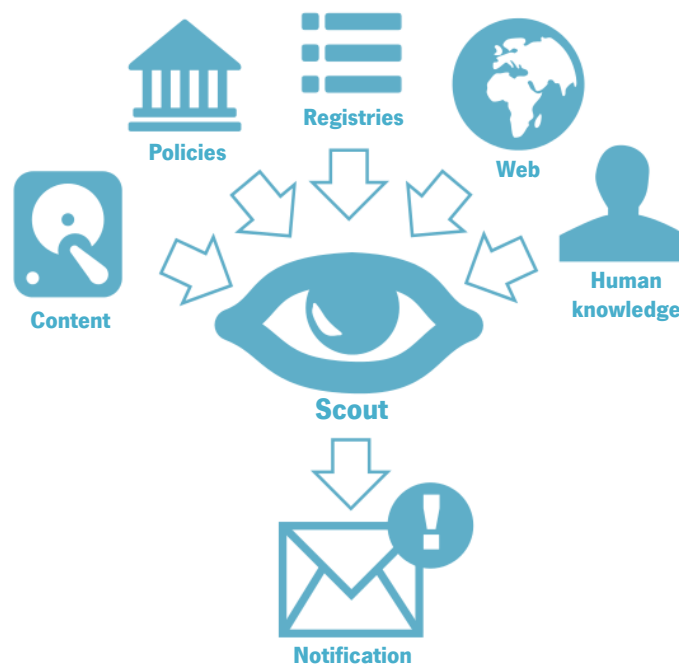 Registries
Policies
Web
Content
Human
knowledge
Scout
!
Notification